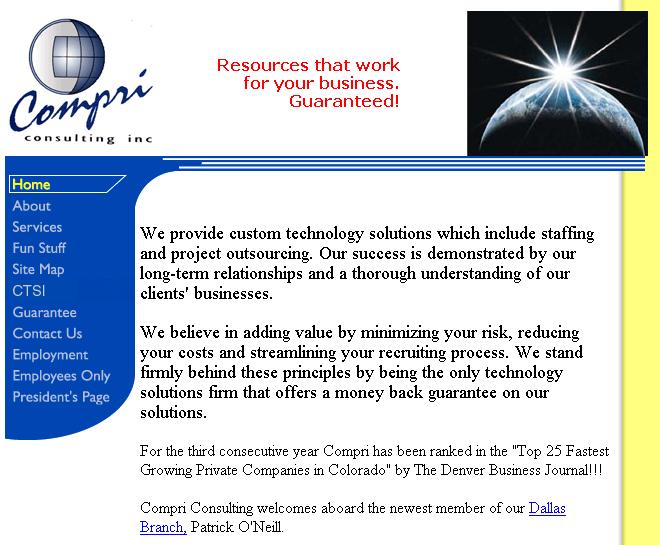 Compri
consulting inc
Resources that work
for your business.
Guaranteed!
Home
About
Services
Fun Stuff
Site Map
CTSI
Guarantee
Contact Us
Employment
Employees Only
President's Page
We provide custom technology solutions which include staffing
and project outsourcing. Our success is demonstrated by our
long-term relationships and a thorough understanding of our
clients' businesses.
We believe in adding value by minimizing your risk, reducing
your costs and streamlining your recruiting process. We stand
firmly behind these principles by being the only technology
solutions firm that offers a money back guarantee on our
solutions.
For the third consecutive year Compri has been ranked in the "Top 25 Fastest
Growing Private Companies in Colorado" by The Denver Business Journal!!!
Compri Consulting welcomes aboard the newest member of our Dallas
Branch, Patrick O'Neill.